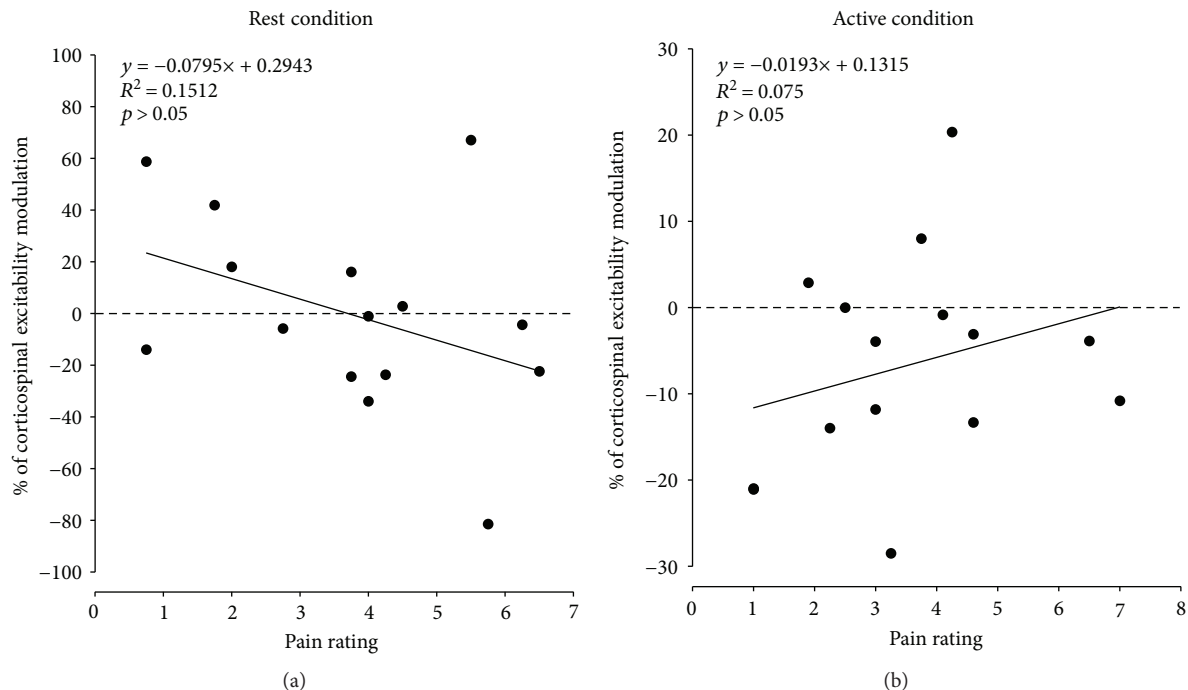 Rest condition
y = −0.0795× + 0.2943
R² = 0.1512
p > 0.05
% of corticospinal excitability modulation
100
80
60
40
20
0
−20
−40
−60
−80
−100
0 1 2 3 4 5 6 7
Pain rating
(a)
Active condition
y = −0.0193× + 0.1315
R² = 0.075
p > 0.05
% of corticospinal excitability modulation
30
20
10
0
−10
−20
−30
0 1 2 3 4 5 6 7 8
Pain rating
(b)